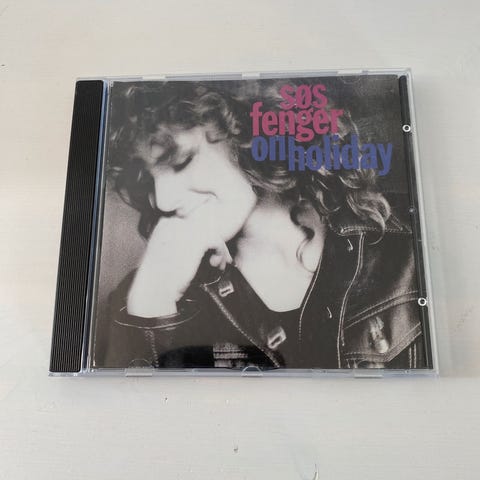 søs
fenger
on holiday